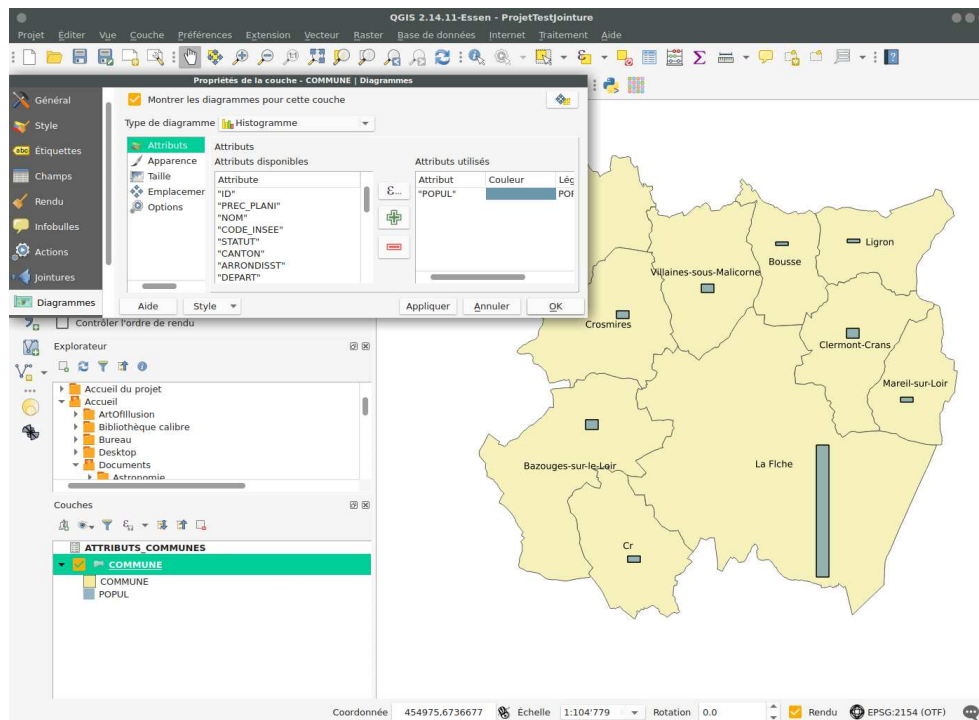 QGIS 2.14.11-Essen - ProjetTestJointure
Projet Éditer Vue Couche Préférences Extension Vecteur Raster Base de données Internet Traitement Aide
Propriétés de la couche - COMMUNE | Diagrammes
Général
Style
abc Étiquettes
Champs
Rendu
Infobulles
Actions
Jointures
Diagrammes
Montrer les diagrammes pour cette couche
Type de diagramme Histogramme
Attributs
Apparence
Taille
Emplacemer
Options
Attributs
Attributs disponibles
Attribute
"ID"
"PREC_PLANI"
"NOM"
"CODE_INSEE"
"STATUT"
"CANTON"
"ARRONDISST"
"DEPART"
ε...
Attributs utilisés
Attribut Couleur Lég
"POPUL" POF
Aide Style Appliquer Annuler OK
Contrôler l'ordre de rendu
Explorateur
Accueil du projet
Accueil
ArtOfIllusion
Bibliothèque calibre
Bureau
Desktop
Documents
Astronomie
Couches
ATTRIBUTS_COMMUNES
COMMUNE
COMMUNE
POPUL
Ligron
Bousse
Villaines-sous-Malicorne
Crosmires
Clermont-Crans
Mareil-sur-Loir
Bazouges-sur-le-Loir
La Flche
Cr
Coordonnée 454975.6736677 Échelle 1:104'779 Rotation 0.0 Rendu EPSG:2154 (OTF)